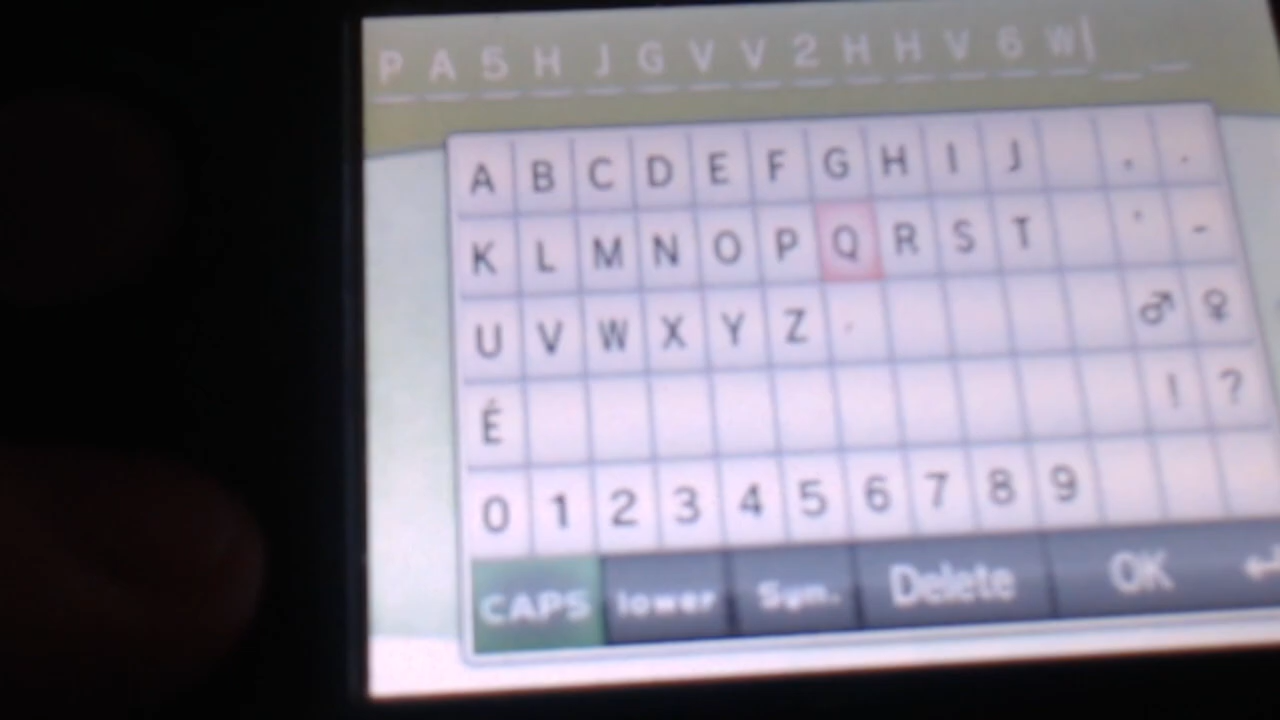 PA5HJGVV2HHV6W
A B C D E F G H I J , .
K L M N O P Q R S T ' -
U V W X Y Z ♂ ♀
É ! ?
0 1 2 3 4 5 6 7 8 9
CAPS lower Sym. Delete OK